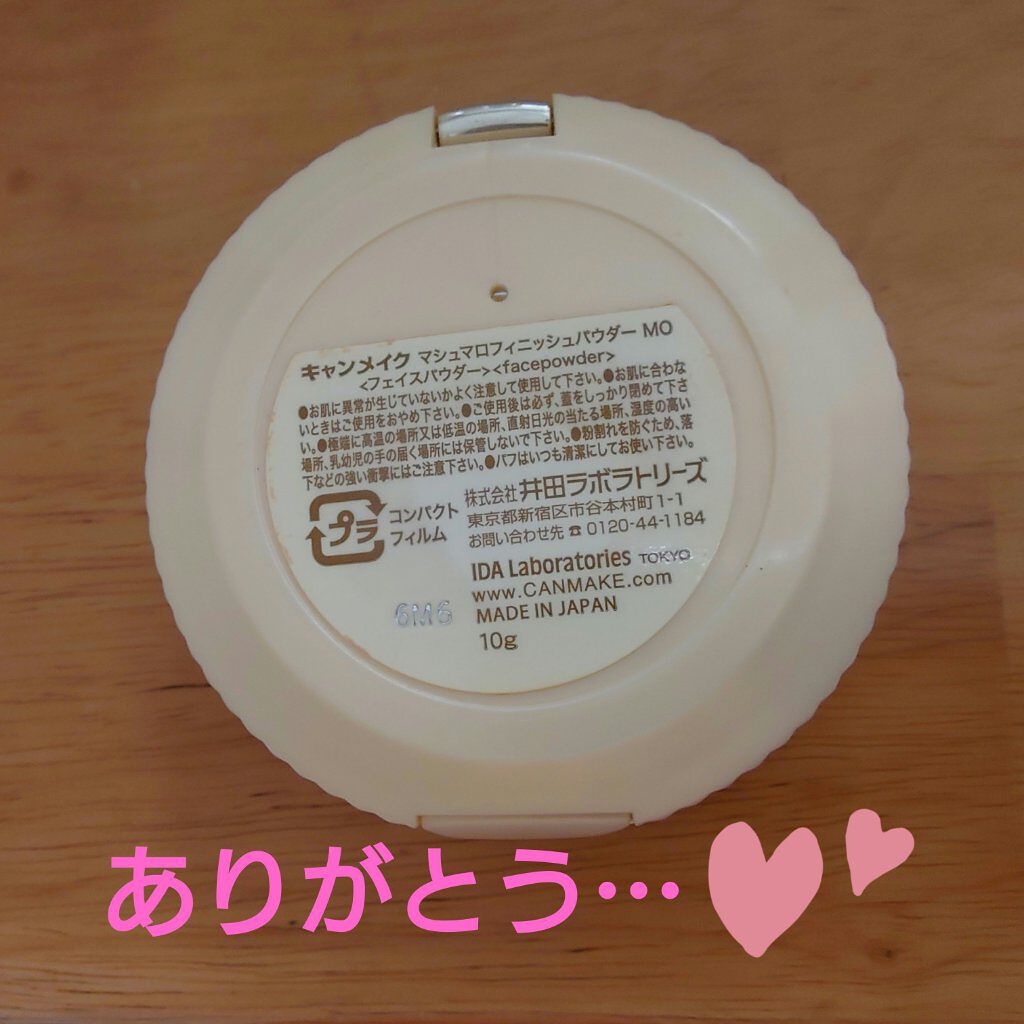 キャンメイク マシュマロフィニッシュパウダー MO
<フェイスパウダー><facepowder>
●お肌に異常が生じていないかよく注意して使用して下さい。●お肌に合わな
いときはご使用をおやめ下さい。●ご使用後は必ず、蓋をしっかり閉めて下さ
い。●極端に高温の場所又は低温の場所、直射日光の当たる場所、湿度の高い
場所、乳幼児の手の届く場所には保管しないで下さい。●粉割れを防ぐため、落
下などの強い衝撃にはご注意下さい。●パフはいつも清潔にしてお使い下さい。
プラ
コンパクト
フィルム
株式会社 井田ラボラトリーズ
東京都新宿区市谷本村町1-1
お問い合わせ先 ☎ 0120-44-1184
IDA Laboratories TOKYO
www.CANMAKE.com
6M6
MADE IN JAPAN
10g
ありがとう…